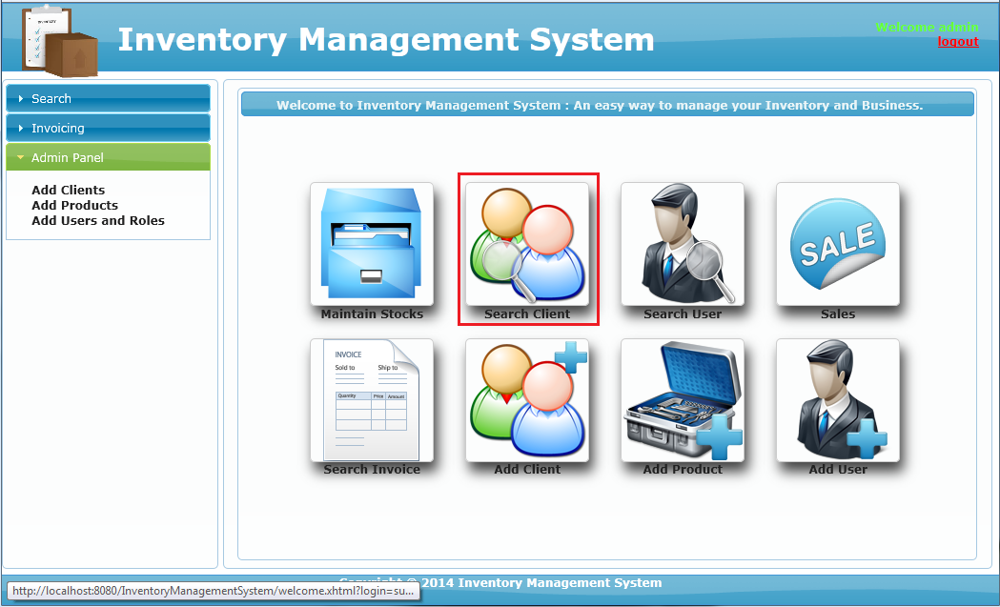 INVENTORY
Inventory Management System
Welcome admin
logout
Search
Invoicing
Admin Panel
Add Clients
Add Products
Add Users and Roles
Welcome to Inventory Management System : An easy way to manage your Inventory and Business.
SALE
Maintain Stocks
Search Client
Search User
Sales
INVOICE
Sold to
Ship to
Quantity
Price
Amount
Search Invoice
Add Client
Add Product
Add User
Copyright © 2014 Inventory Management System
http://localhost:8080/InventoryManagementSystem/welcome.xhtml?login=su...